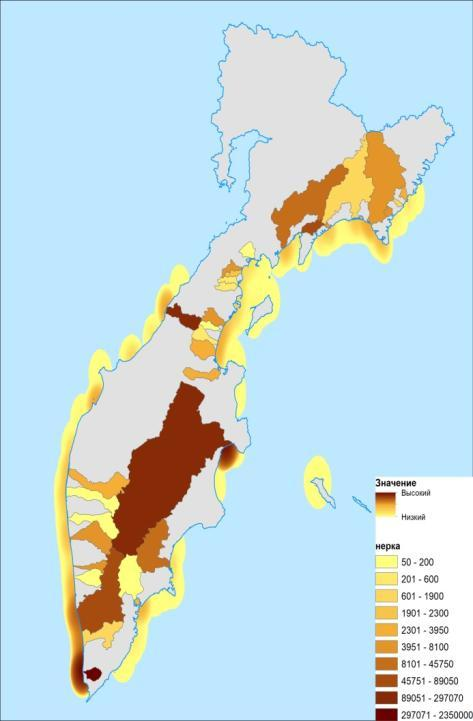 Значение
Высокий
Низкий
нерка
50 - 200
201 - 600
601 - 1900
1901 - 2300
2301 - 3950
3951 - 8100
8101 - 45750
45751 - 89050
89051 - 297070
297071 - 2350000